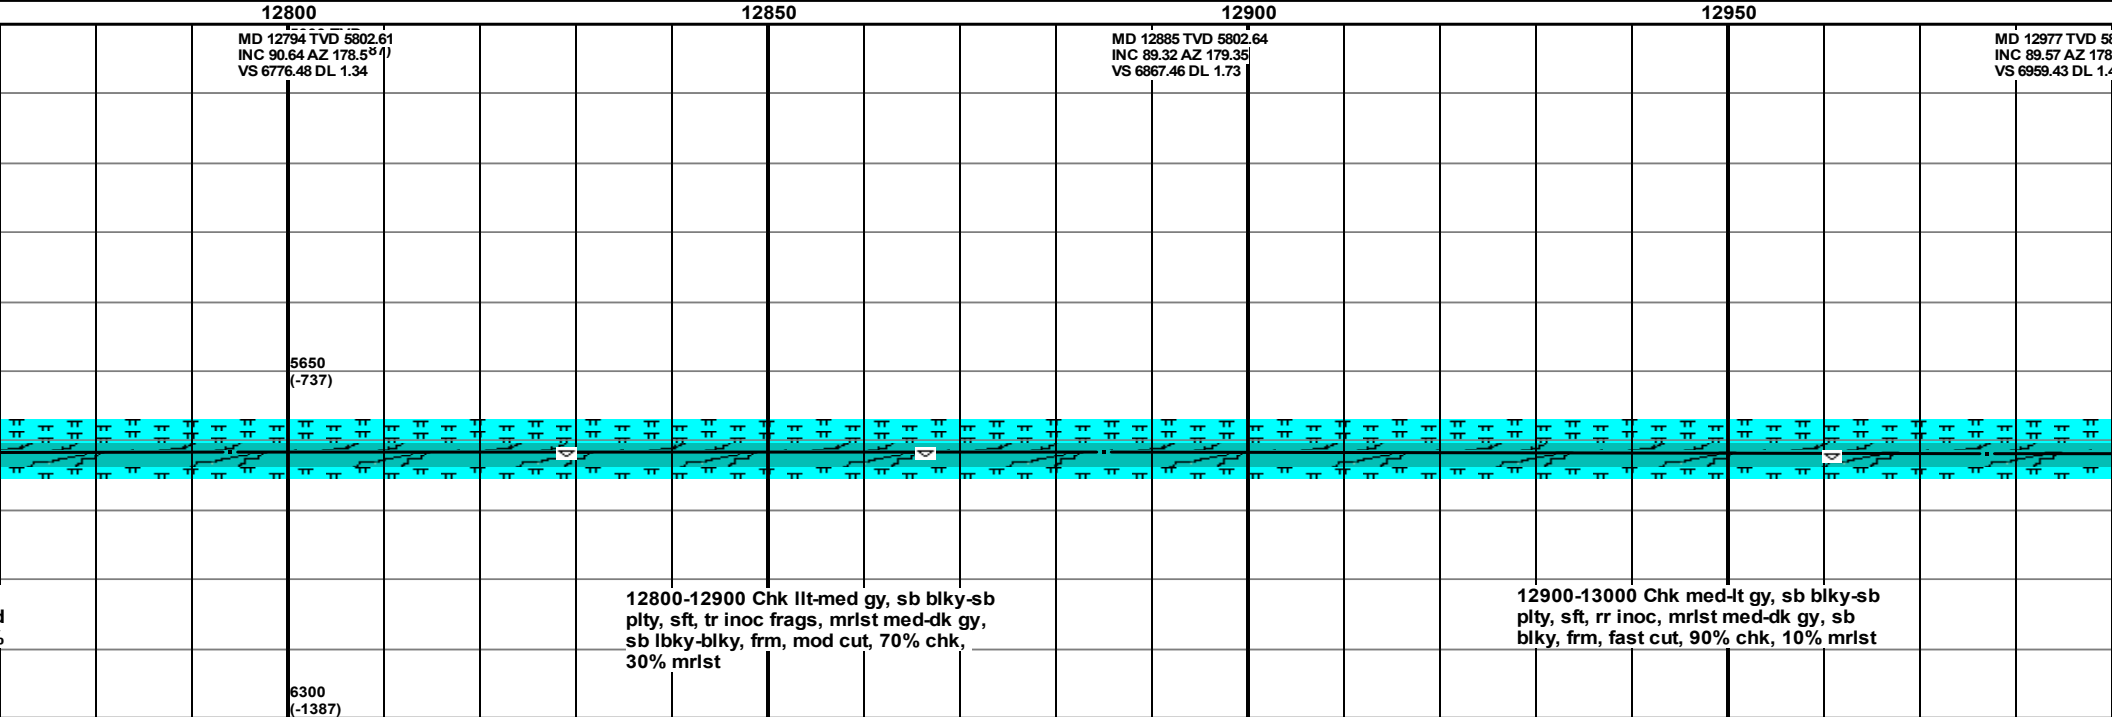 12800 12850 12900 12950
MD 12794 TVD 5802.61
INC 90.64 AZ 178.5
VS 6776.48 DL 1.34
MD 12885 TVD 5802.64
INC 89.32 AZ 179.35
VS 6867.46 DL 1.73
MD 12977 TVD 58
INC 89.57 AZ 178
VS 6959.43 DL 1.4
5650
(-737)
12800-12900 Chk llt-med gy, sb blky-sb
plty, sft, tr inoc frags, mrlst med-dk gy,
sb lbky-blky, frm, mod cut, 70% chk,
30% mrlst
12900-13000 Chk med-lt gy, sb blky-sb
plty, sft, rr inoc, mrlst med-dk gy, sb
blky, frm, fast cut, 90% chk, 10% mrlst
6300
(-1387)